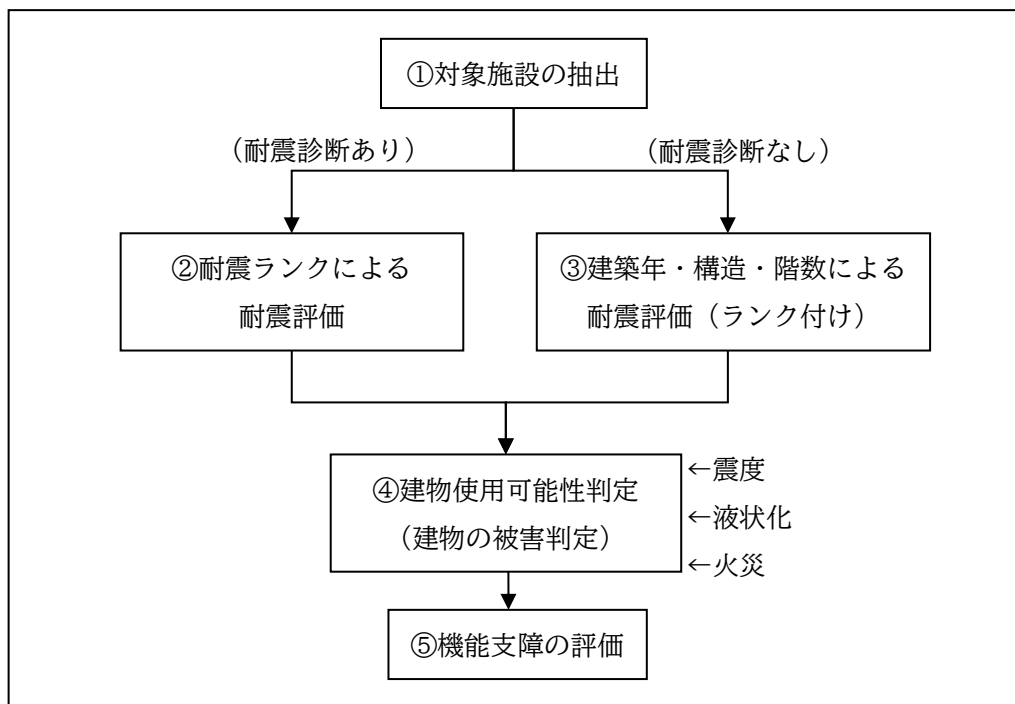 ①対象施設の抽出
（耐震診断あり）
（耐震診断なし）
②耐震ランクによる
耐震評価
③建築年・構造・階数による
耐震評価（ランク付け）
④建物使用可能性判定
（建物の被害判定）
←震度
←液状化
←火災
⑤機能支障の評価